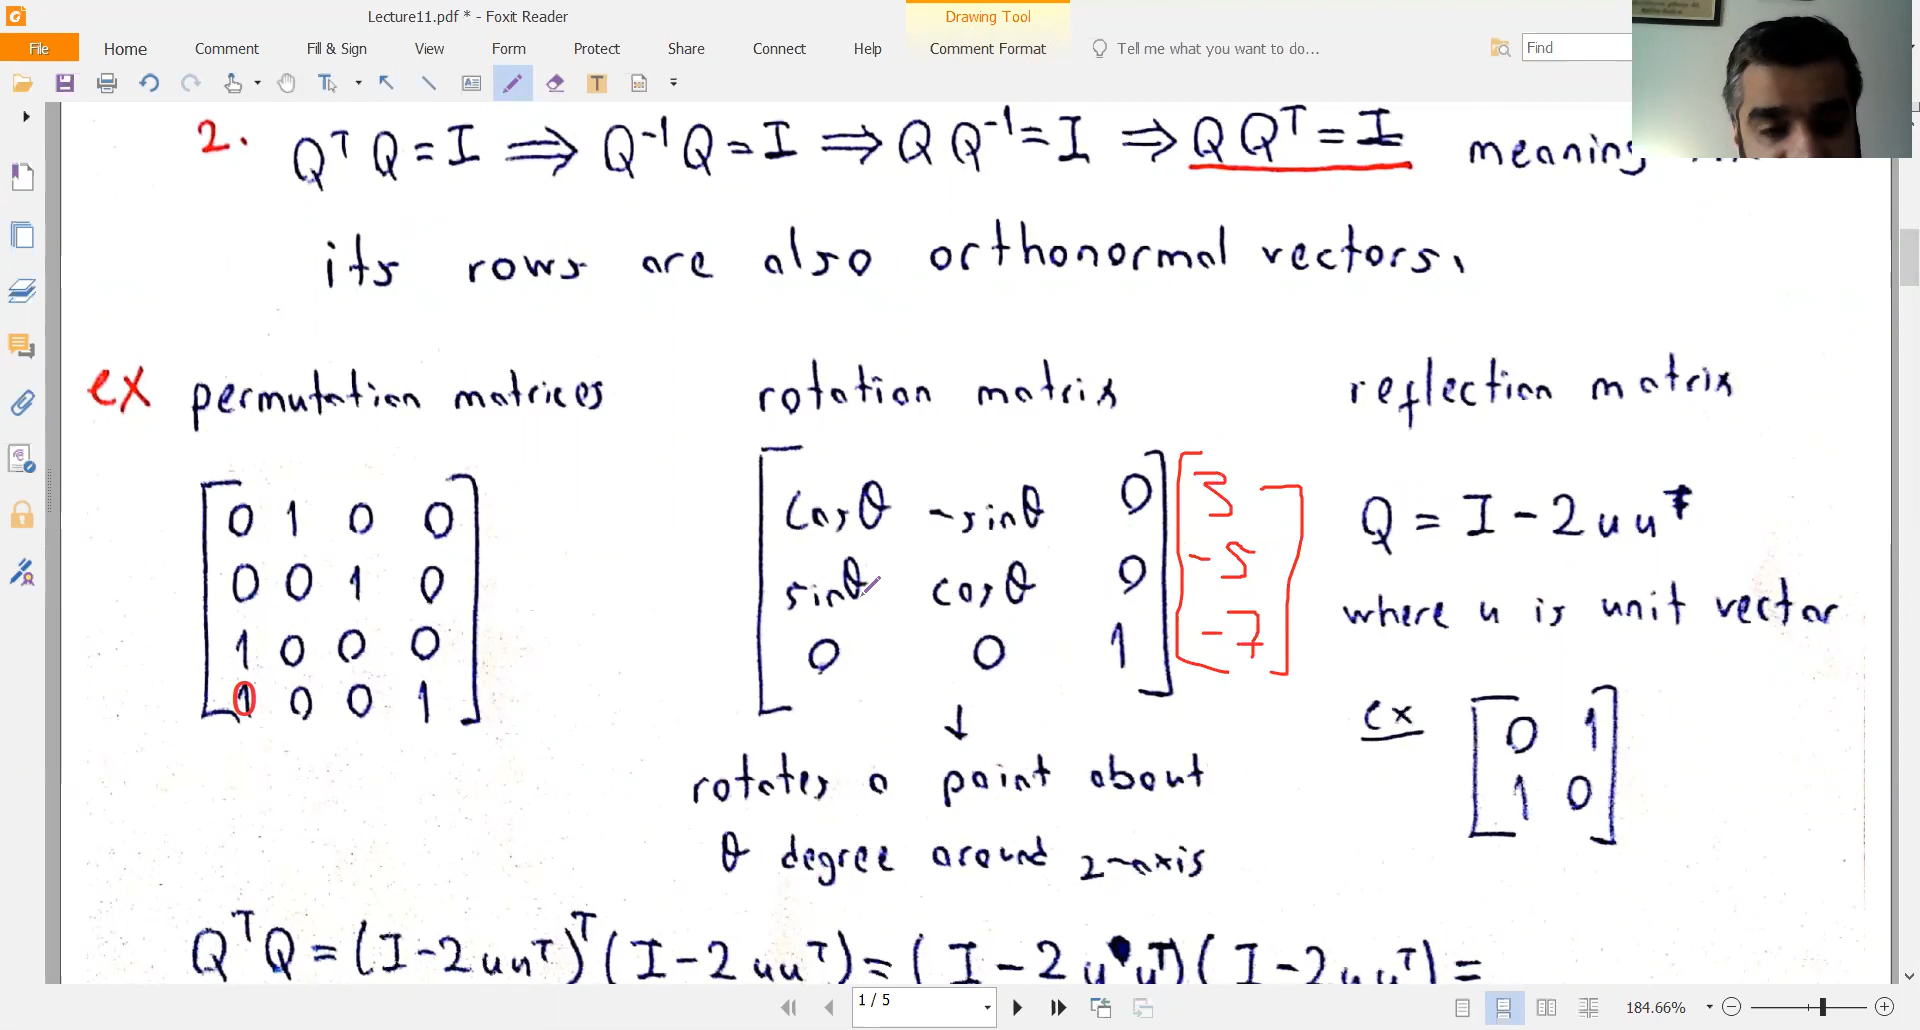 Lecture11.pdf * - Foxit Reader
Drawing Tool
File Home Comment Fill & Sign View Form Protect Share Connect Help Comment Format Tell me what you want to do... Find
2. Qᵀ Q = I ⇒ Q⁻¹ Q = I ⇒ Q Q⁻¹ = I ⇒ Q Qᵀ = I meaning
its rows are also orthonormal vectors.
ex permutation matrices rotation matrix reflection matrix
0 1 0 0
0 0 1 0
1 0 0 0
0 0 0 1
cosθ -sinθ 0
sinθ cosθ 0
0 0 1
3
-5
-7
Q = I - 2uuᵀ
where u is unit vector
ex
0 1
1 0
↓
rotates a point about
θ degree around z-axis
QᵀQ = (I-2uuᵀ)ᵀ (I-2uuᵀ) = (I-2uuᵀ)(I-2uuᵀ) =
1 / 5
184.66%